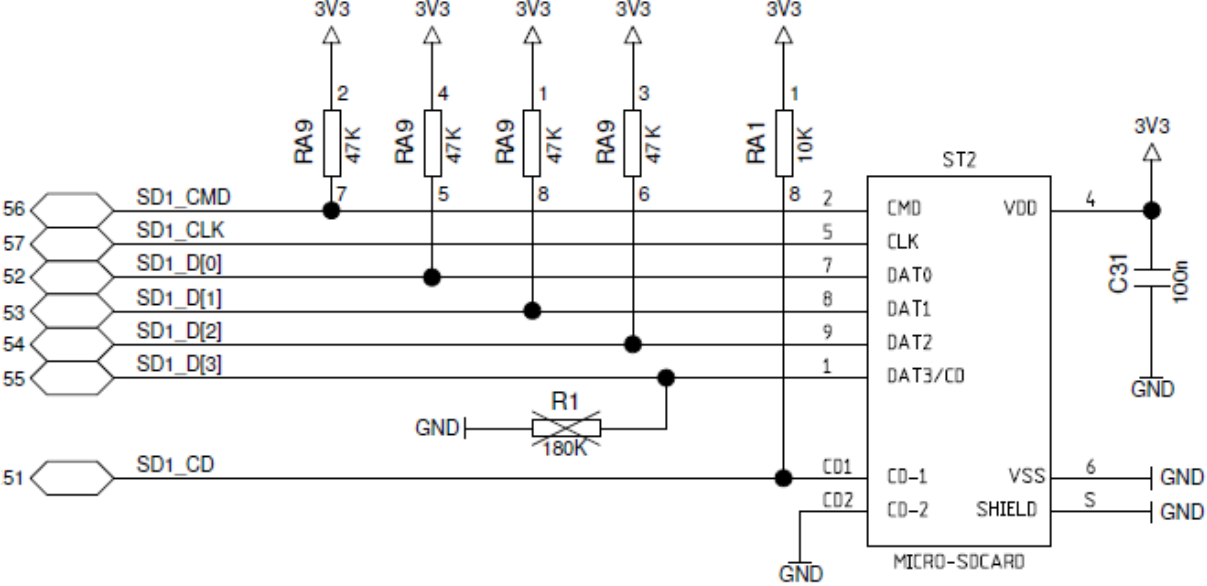 3V3 3V3 3V3 3V3 3V3
2 4 1 3 1
RA9 47K RA9 47K RA9 47K RA9 47K RA1 10K
3V3
ST2
7 5 8 6 8
56 SD1_CMD 2 CMD VDD 4
57 SD1_CLK 5 CLK
52 SD1_D[0] 7 DAT0
C31 100n
53 SD1_D[1] 8 DAT1
54 SD1_D[2] 9 DAT2
55 SD1_D[3] 1 DAT3/CD
GND
R1
GND
180K
51 SD1_CD CD1 CD-1 VSS 6 GND
CD2 CD-2 SHIELD S GND
MICRO-SDCARD
GND